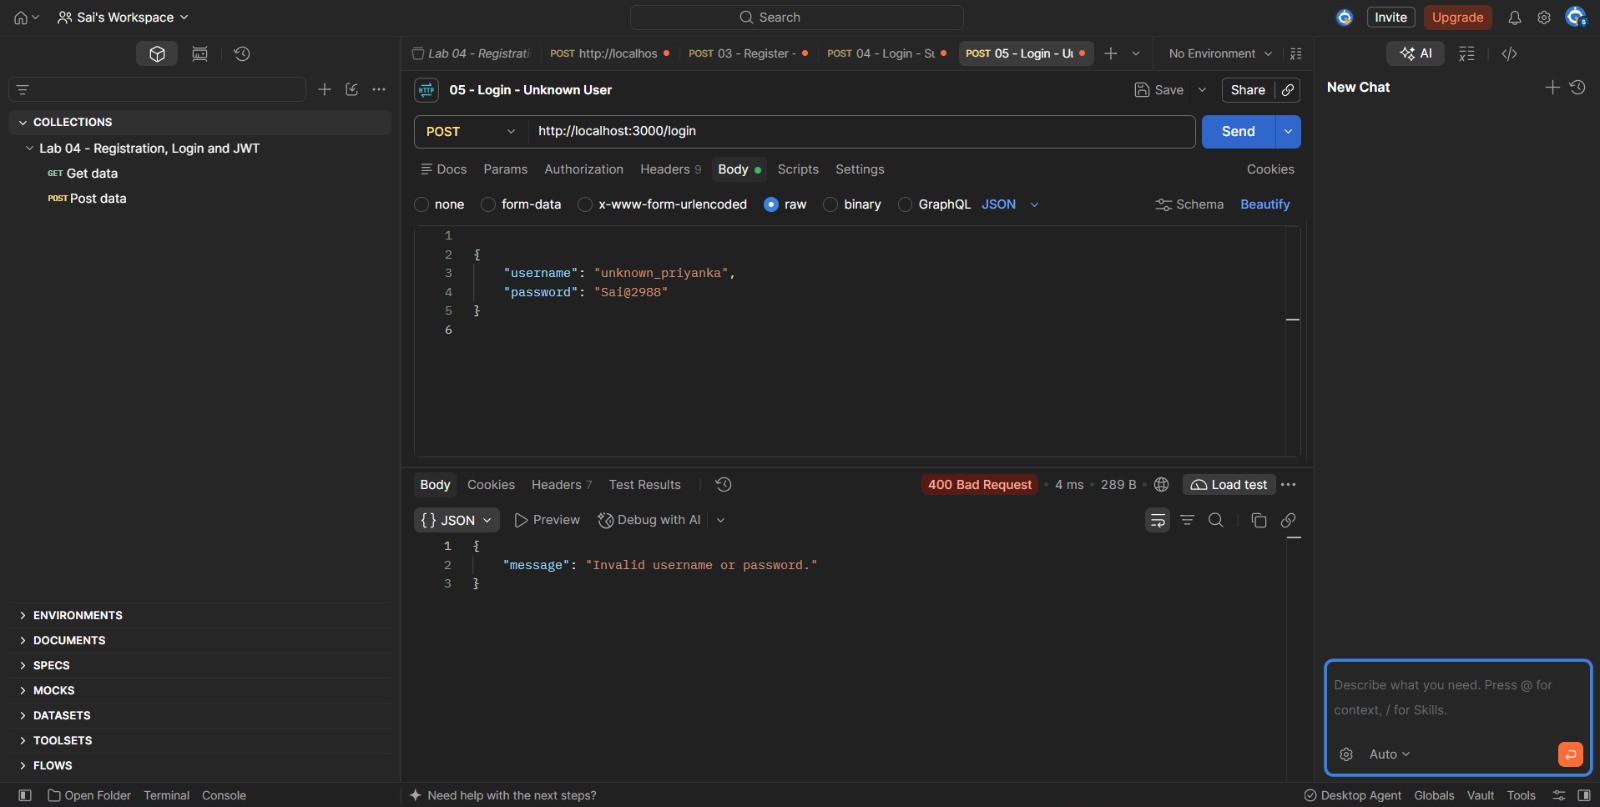 Sai's Workspace
Search
Invite
Upgrade
Lab 04 - Registrati
POST http://localhos
POST 03 - Register -
POST 04 - Login - Su
POST 05 - Login - Un
No Environment
AI
HTTP
05 - Login - Unknown User
Save
Share
New Chat
COLLECTIONS
Lab 04 - Registration, Login and JWT
GET Get data
POST Post data
POST
http://localhost:3000/login
Send
Docs
Params
Authorization
Headers 9
Body
Scripts
Settings
Cookies
none
form-data
x-www-form-urlencoded
raw
binary
GraphQL
JSON
Schema
Beautify
1
2 {
3 "username": "unknown_priyanka",
4 "password": "Sai@2988"
5 }
6
Body
Cookies
Headers 7
Test Results
400 Bad Request
4 ms
289 B
Load test
{} JSON
Preview
Debug with AI
1 {
2 "message": "Invalid username or password."
3 }
ENVIRONMENTS
DOCUMENTS
SPECS
MOCKS
DATASETS
TOOLSETS
FLOWS
Describe what you need. Press @ for
context, / for Skills.
Auto
Open Folder
Terminal
Console
Need help with the next steps?
Desktop Agent
Globals
Vault
Tools